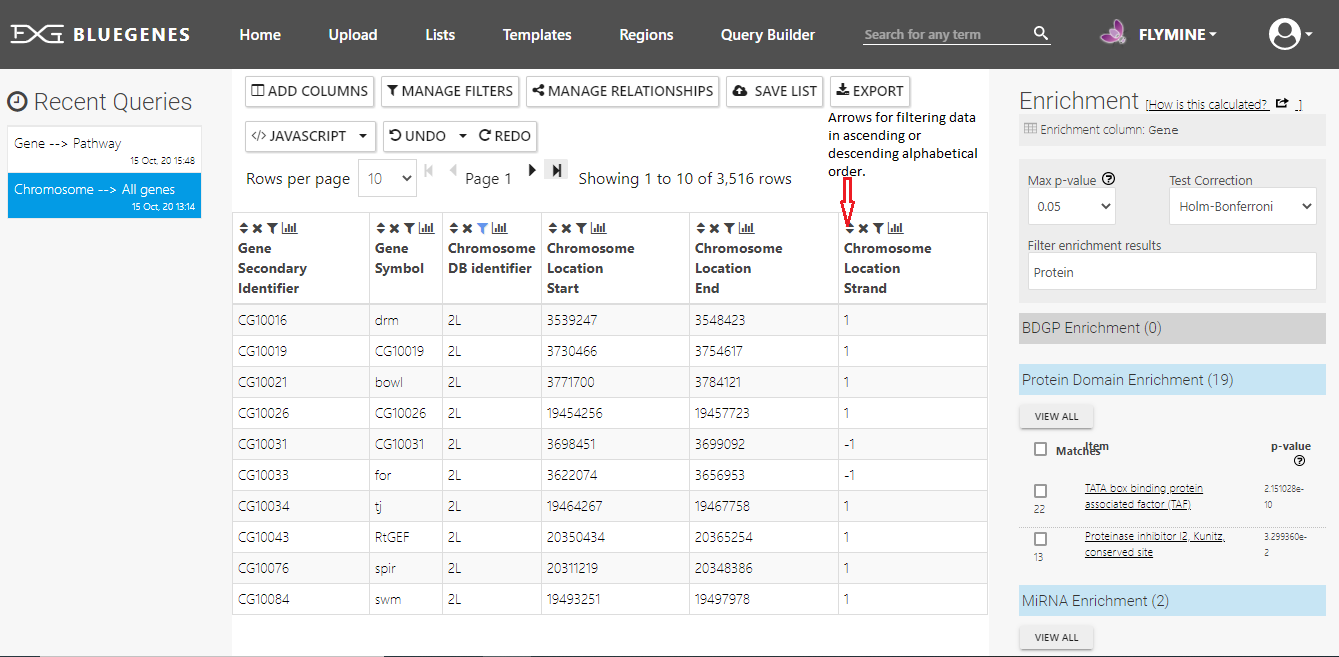 BLUEGENES
Home
Upload
Lists
Templates
Regions
Query Builder
Search for any term
FLYMINE
Recent Queries
Gene --> Pathway
15 Oct, 20 15:48
Chromosome --> All genes
15 Oct, 20 13:14
ADD COLUMNS
MANAGE FILTERS
MANAGE RELATIONSHIPS
SAVE LIST
EXPORT
</> JAVASCRIPT
UNDO
REDO
Arrows for filtering data
in ascending or
descending alphabetical
order.
Rows per page 10 Page 1 Showing 1 to 10 of 3,516 rows
Gene
Secondary
Identifier
Gene
Symbol
Chromosome
DB identifier
Chromosome
Location
Start
Chromosome
Location
End
Chromosome
Location
Strand
CG10016 drm 2L 3539247 3548423 1
CG10019 CG10019 2L 3730466 3754617 1
CG10021 bowl 2L 3771700 3784121 1
CG10026 CG10026 2L 19454256 19457723 1
CG10031 CG10031 2L 3698451 3699092 -1
CG10033 for 2L 3622074 3656953 -1
CG10034 tj 2L 19464267 19467758 1
CG10043 RtGEF 2L 20350434 20365254 1
CG10076 spir 2L 20311219 20348386 1
CG10084 swm 2L 19493251 19497978 1
Enrichment [How is this calculated? ]
Enrichment column: Gene
Max p-value
0.05
Test Correction
Holm-Bonferroni
Filter enrichment results
Protein
BDGP Enrichment (0)
Protein Domain Enrichment (19)
VIEW ALL
Matches
Item
p-value
22
TATA box binding protein
associated factor (TAF)
2.151028e-
10
13
Proteinase inhibitor I2, Kunitz,
conserved site
3.299360e-
2
MiRNA Enrichment (2)
VIEW ALL